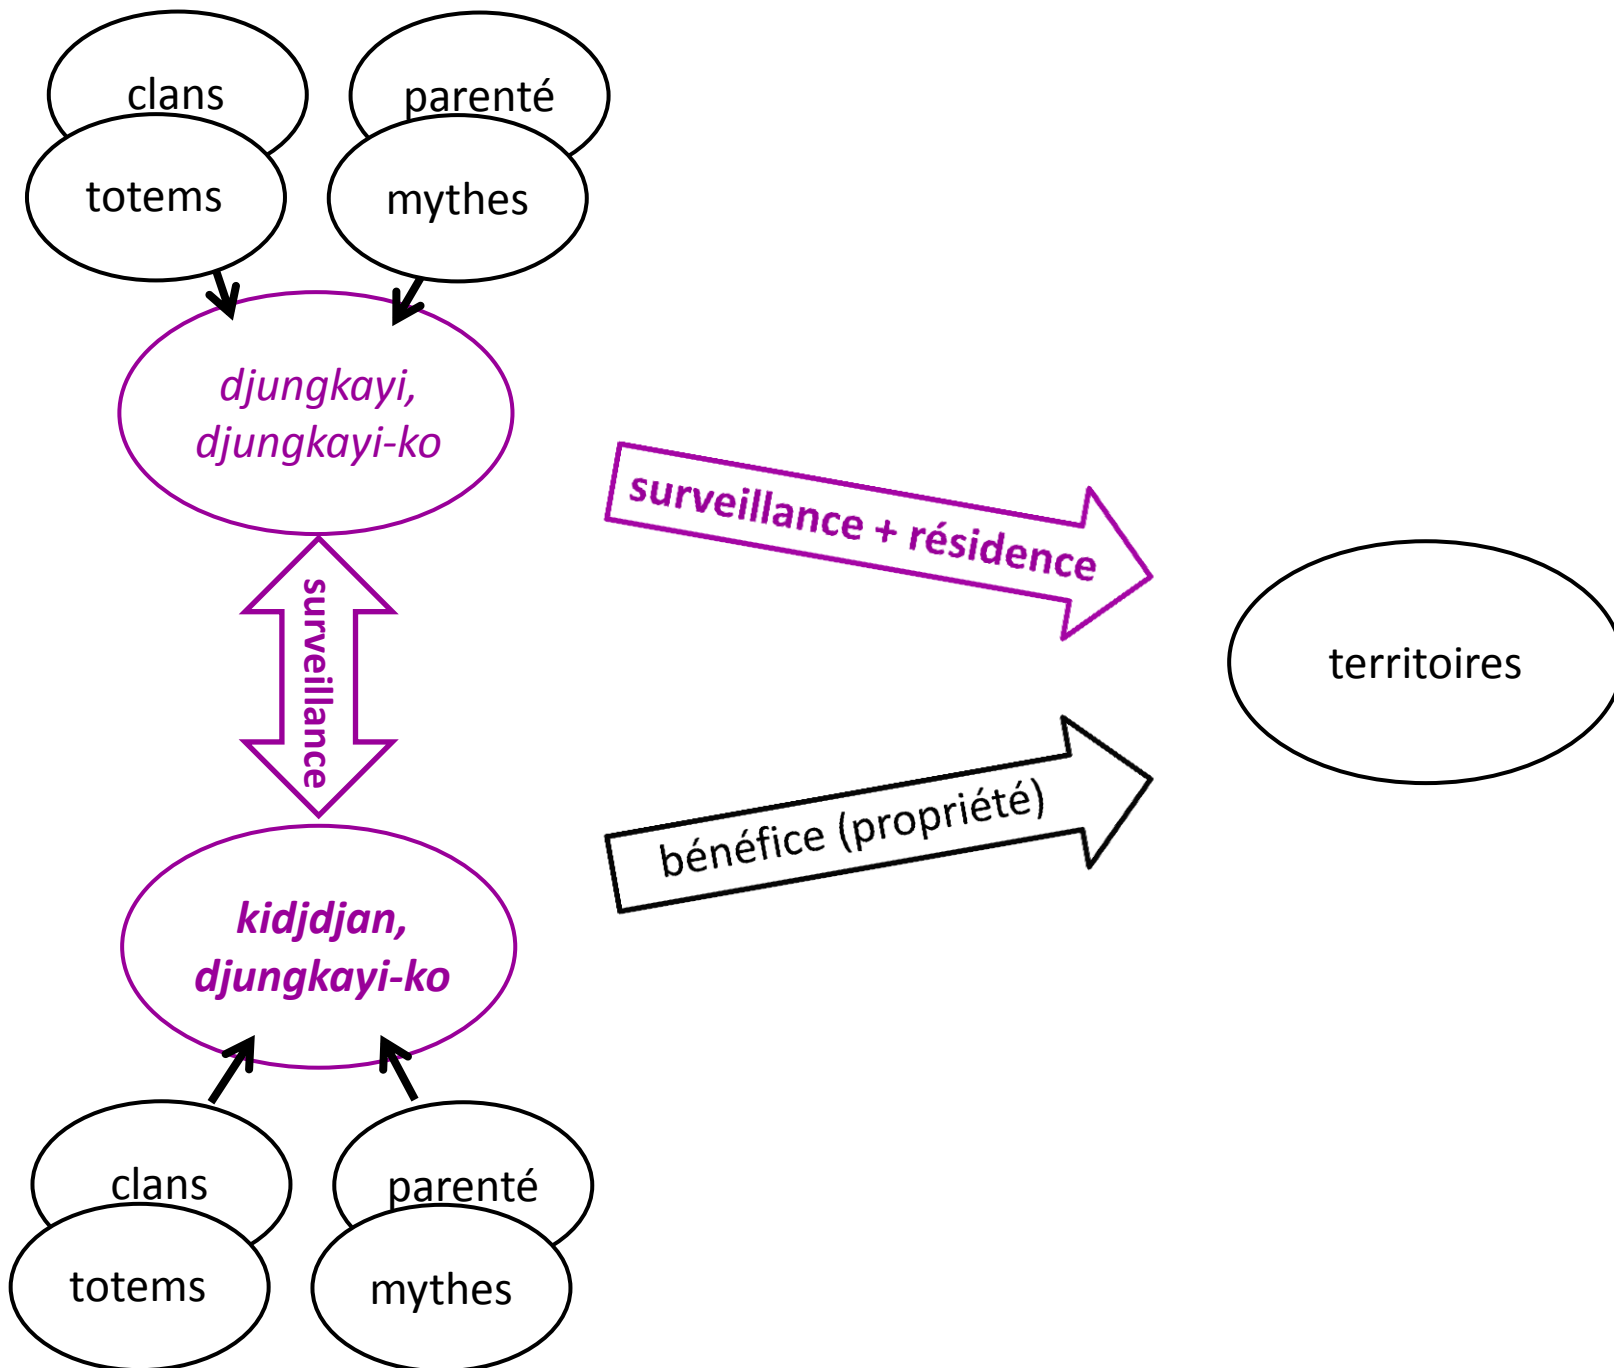 clans
parenté
totems
mythes
djungkayi,
djungkayi-ko
surveillance + résidence
surveillance
territoires
bénéfice (propriété)
kidjdjan,
djungkayi-ko
clans
parenté
totems
mythes